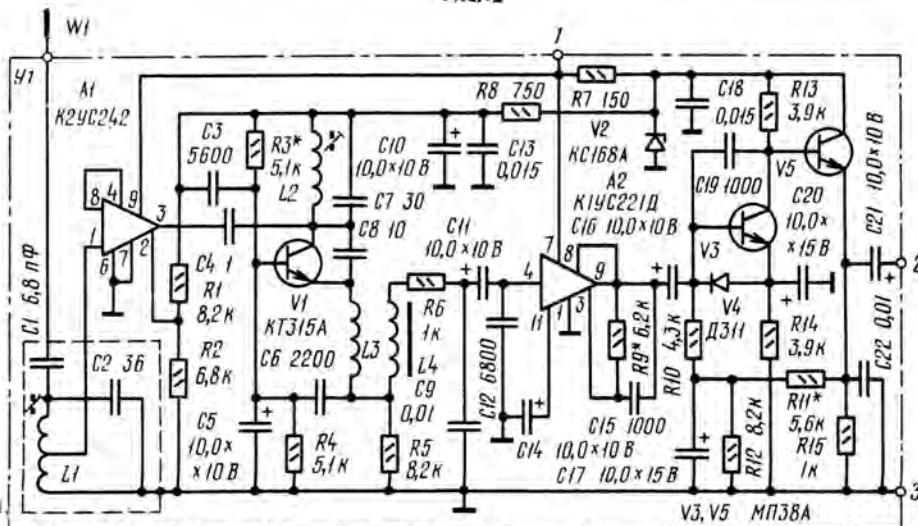 W1
У1
A1
К2УС242
8
4
9
3
1
6
7
2
C1 6,8 пФ
C2 36
L1
C3
5600
C4 1
R1
8,2к
R2
6,8к
C5
10,0×
×10 В
R3*
5,1к
L2
V1
КТ315А
C6 2200
R4
5,1к
C7 30
C8 10
L3
C10
10,0×10 В
C13
0,015
R8 750
C11
10,0×10 В
R6
1к
L4
C9
0,01
R5
8,2к
C12 6800
1
R7 150
V2
КС168А
A2
К1УС221Д
C16 10,0×10 В
7
8
9
4
11
1
3
C14
10,0×10 В
R9* 6,2к
C15 1000
C17 10,0×15 В
R10 4,3к
C18
0,015
C19 1000
R13
3,9к
V5
V3
V4
Д311
C20
10,0×
×15 В
R14
3,9к
R11*
5,6к
R12 8,2к
R15
1к
C21 10,0×10 В
C22 0,01
2
3
V3, V5 МП38А